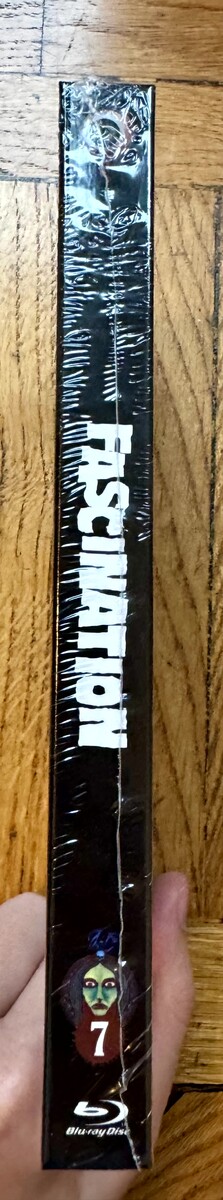 FASCINATION
7
Blu-ray Disc